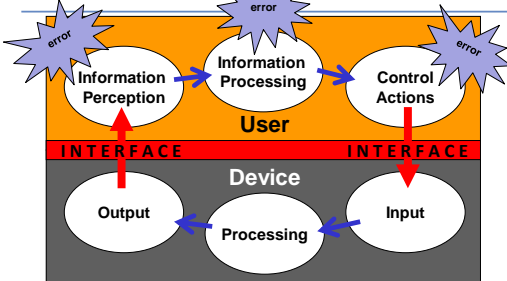 error
error
error
Information
Perception
Information
Processing
Control
Actions
User
INTERFACE
INTERFACE
Device
Output
Processing
Input